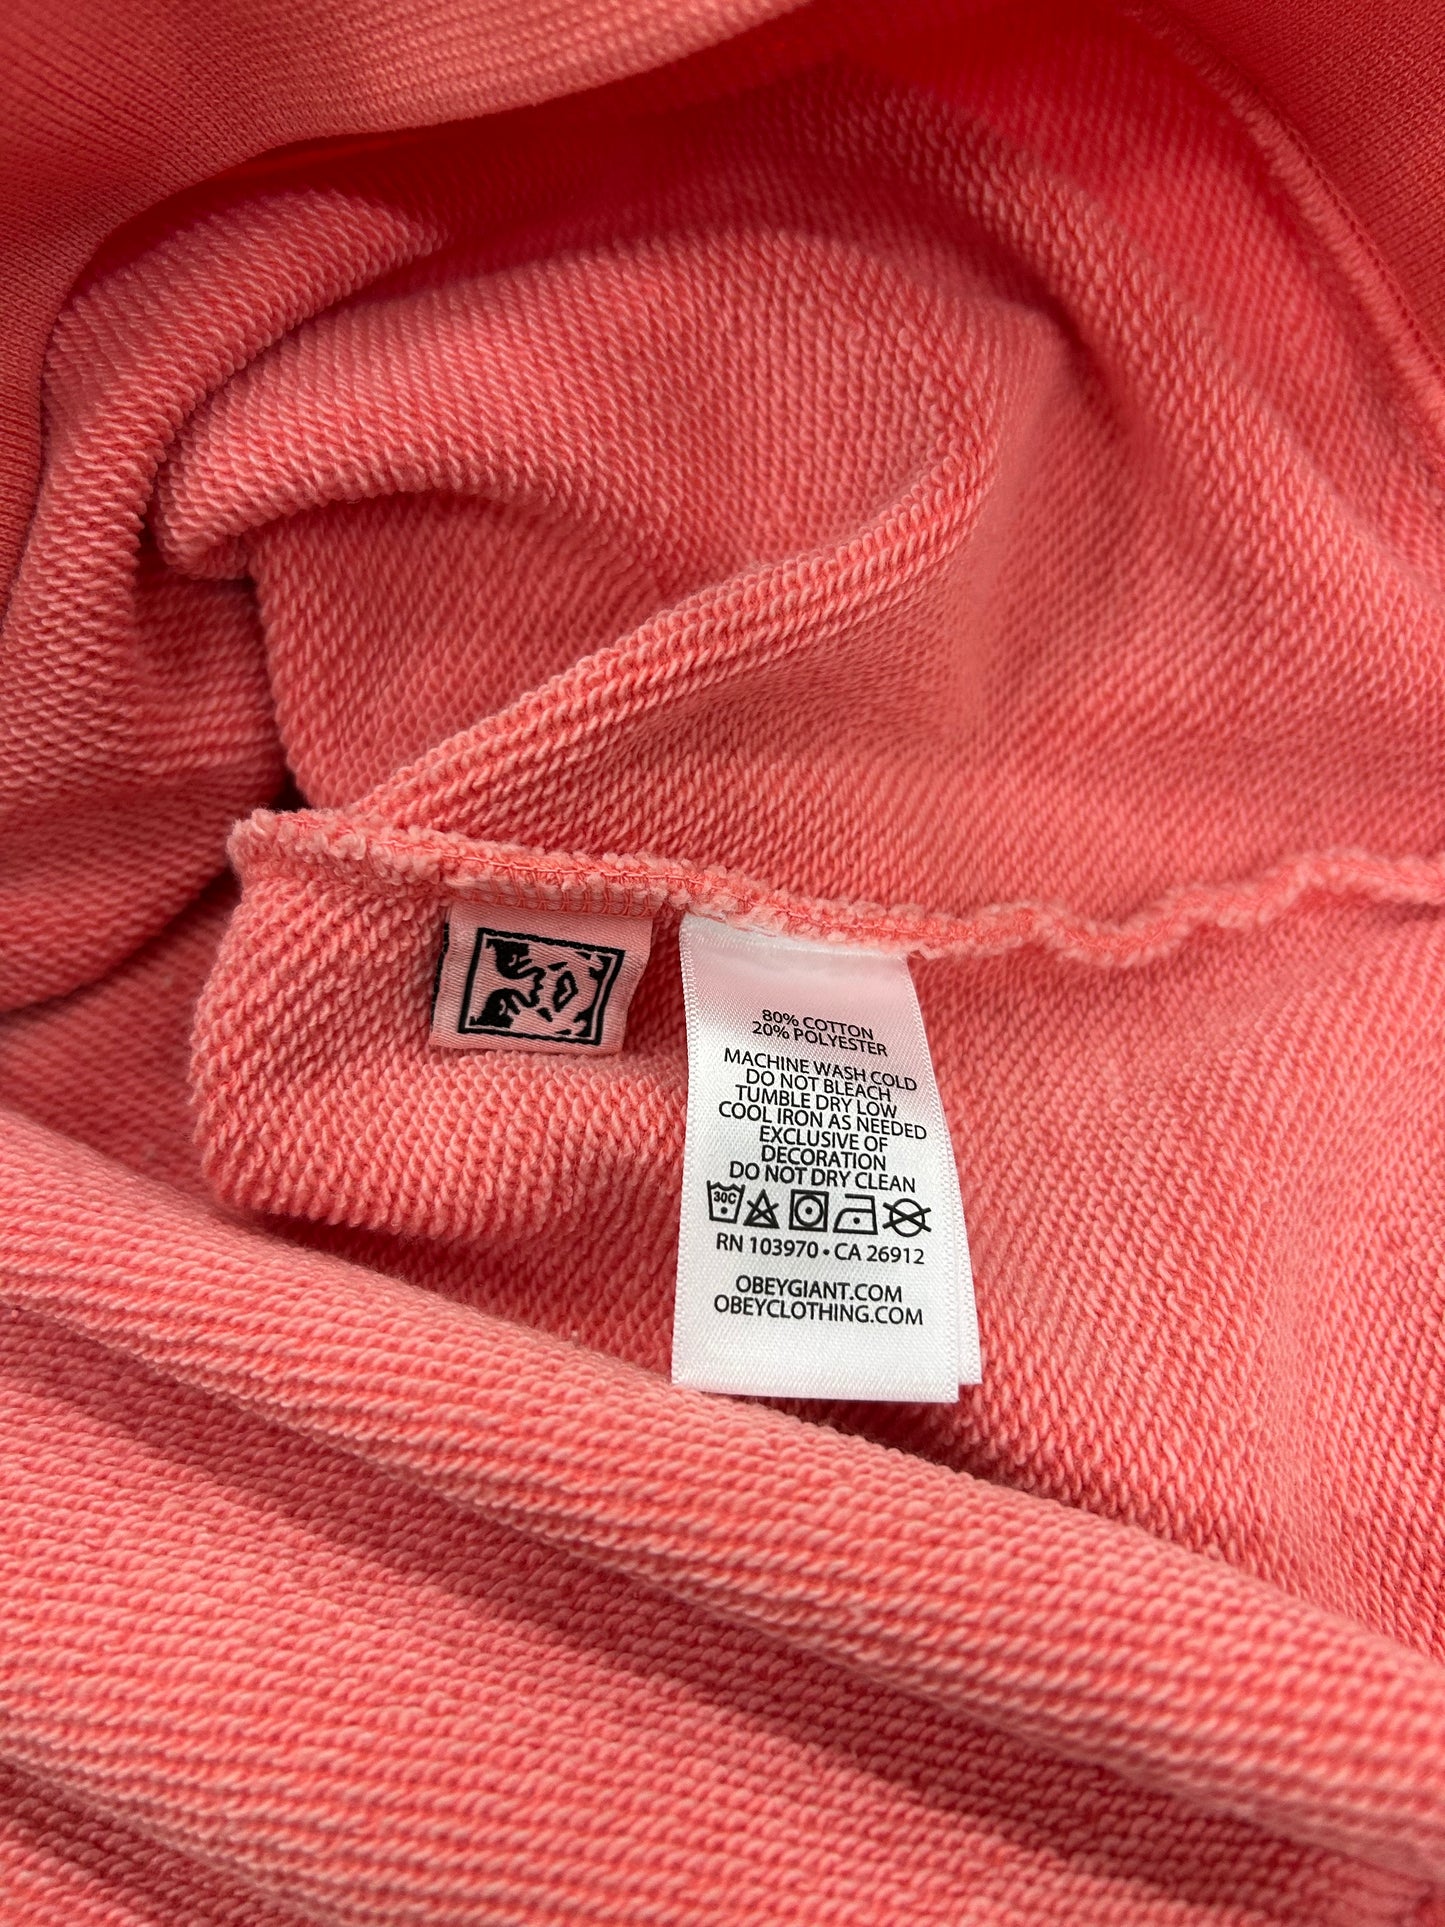 80% COTTON
20% POLYESTER
MACHINE WASH COLD
DO NOT BLEACH
TUMBLE DRY LOW
COOL IRON AS NEEDED
EXCLUSIVE OF
DECORATION
DO NOT DRY CLEAN
30C
RN 103970 • CA 26912
OBEYGIANT.COM
OBEYCLOTHING.COM